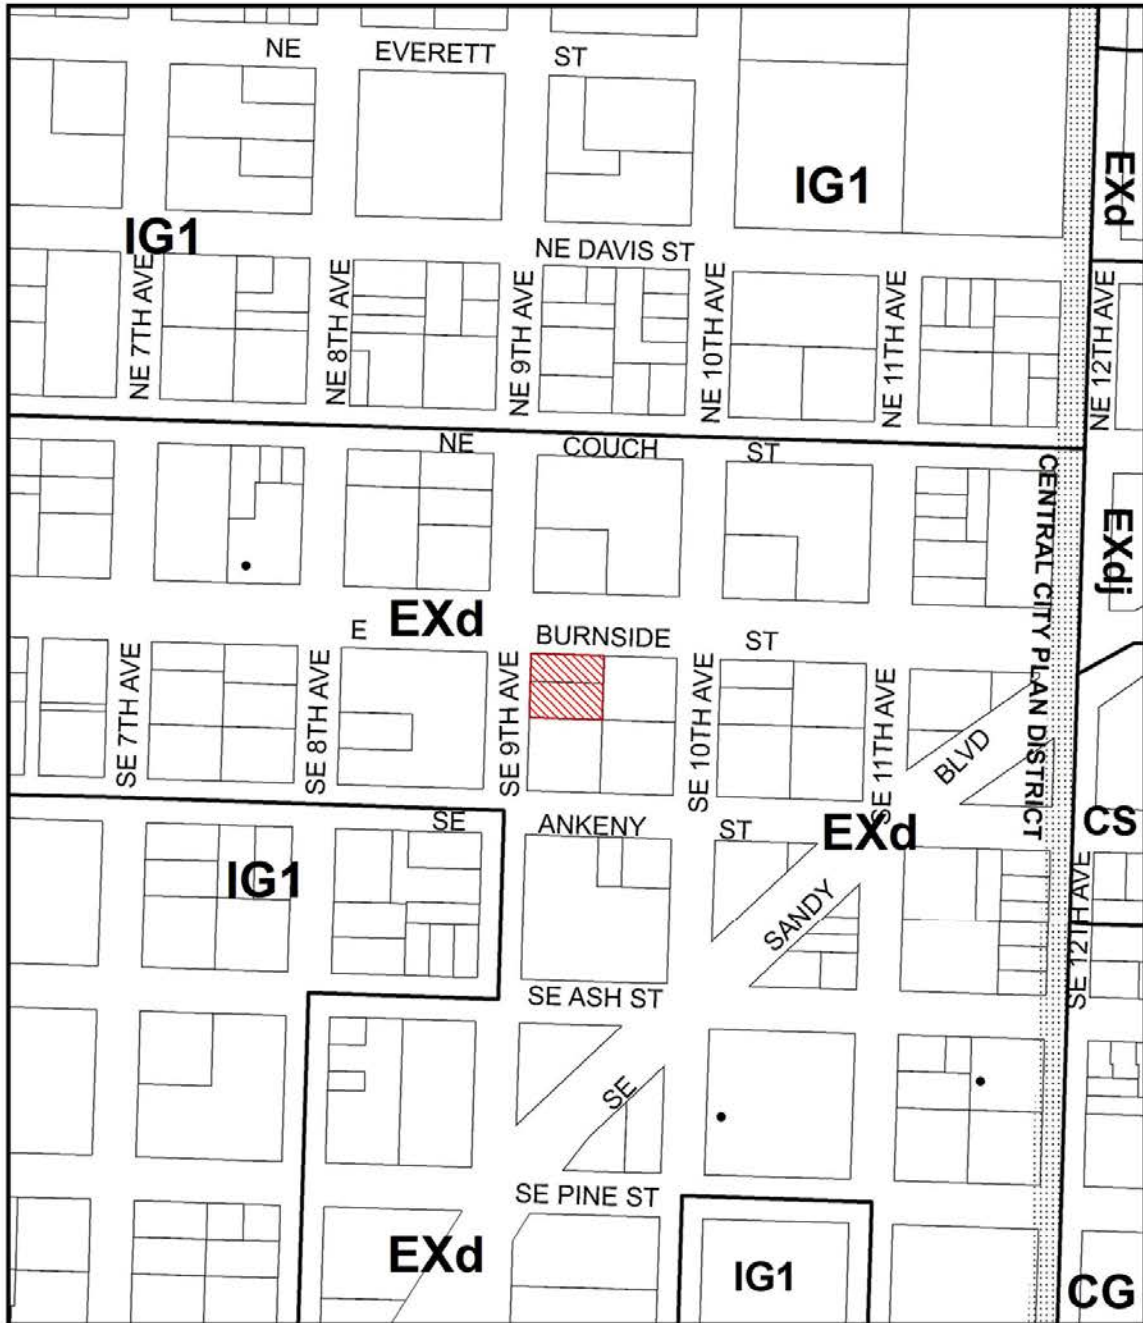 NE EVERETT ST
IG1
EXd
IG1
NE DAVIS ST
NE 7TH AVE
NE 8TH AVE
NE 9TH AVE
NE 10TH AVE
NE 11TH AVE
NE 12TH AVE
NE COUCH ST
CENTRAL CITY PLAN DISTRICT
EXdj
EXd
E BURNSIDE ST
SE 7TH AVE
SE 8TH AVE
SE 9TH AVE
SE 10TH AVE
SE 11TH AVE
BLVD
SE ANKENY ST
EXd
CS
IG1
SANDY
SE 12TH AVE
SE ASH ST
SE
SE PINE ST
EXd
IG1
CG